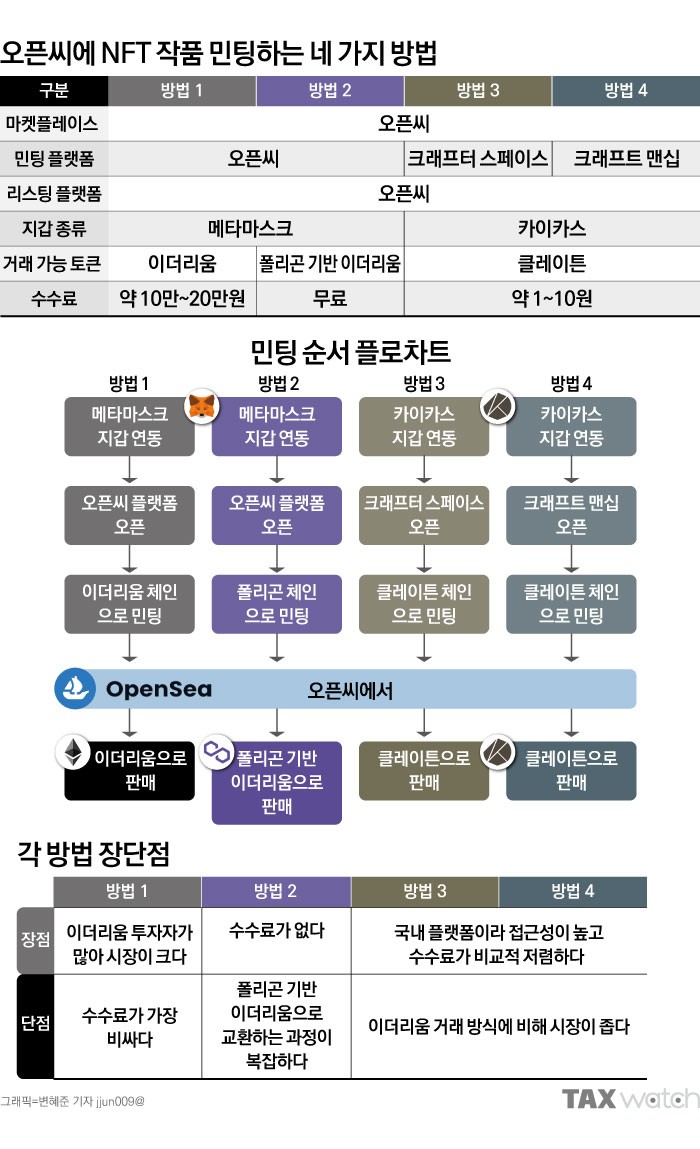 오픈씨에 NFT 작품 민팅하는 네 가지 방법
구분 방법 1 방법 2 방법 3 방법 4
마켓플레이스 오픈씨
민팅 플랫폼 오픈씨 크래프터 스페이스 크래프트 맨십
리스팅 플랫폼 오픈씨
지갑 종류 메타마스크 카이카스
거래 가능 토큰 이더리움 폴리곤 기반 이더리움 클레이튼
수수료 약 10만~20만원 무료 약 1~10원
민팅 순서 플로차트
방법 1 방법 2 방법 3 방법 4
메타마스크 메타마스크 카이카스 카이카스
지갑 연동 지갑 연동 지갑 연동 지갑 연동
오픈씨 플랫폼 오픈씨 플랫폼 크래프터 스페이스 크래프트 맨십
오픈 오픈 오픈 오픈
이더리움 체인 폴리곤 체인 클레이튼 체인 클레이튼 체인
으로 민팅 으로 민팅 으로 민팅 으로 민팅
OpenSea 오픈씨에서
이더리움으로 폴리곤 기반 클레이튼으로 클레이튼으로
판매 이더리움으로 판매 판매
판매
각 방법 장단점
방법 1 방법 2 방법 3 방법 4
장점
이더리움 투자자가
많아 시장이 크다
수수료가 없다
국내 플랫폼이라 접근성이 높고
수수료가 비교적 저렴하다
단점
수수료가 가장
비싸다
폴리곤 기반
이더리움으로
교환하는 과정이
복잡하다
이더리움 거래 방식에 비해 시장이 좁다
그래픽=변혜준 기자 jjun009@
TAX watch